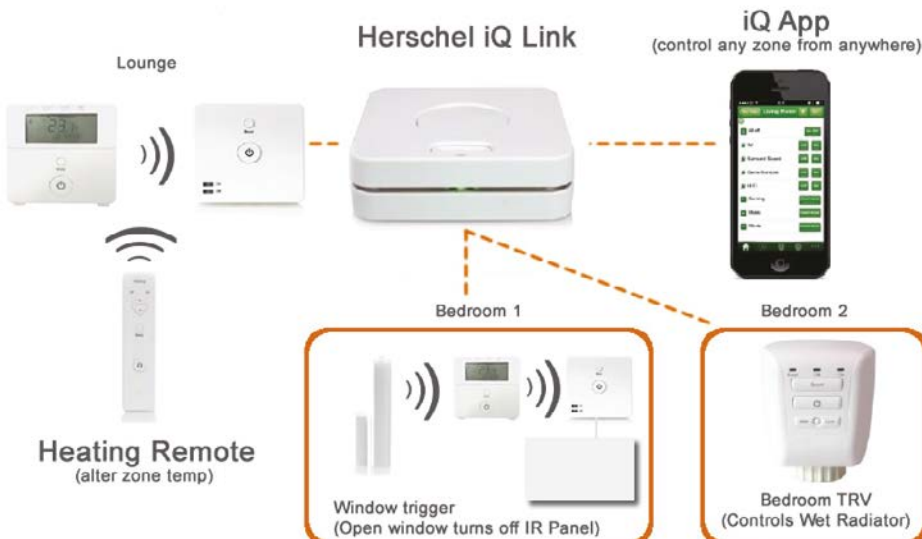 iQ App
(control any zone from anywhere)
Herschel iQ Link
Lounge
Heating Remote
(alter zone temp)
Bedroom 1
Window trigger
(Open window turns off IR Panel)
Bedroom 2
Bedroom TRV
(Controls Wet Radiator)